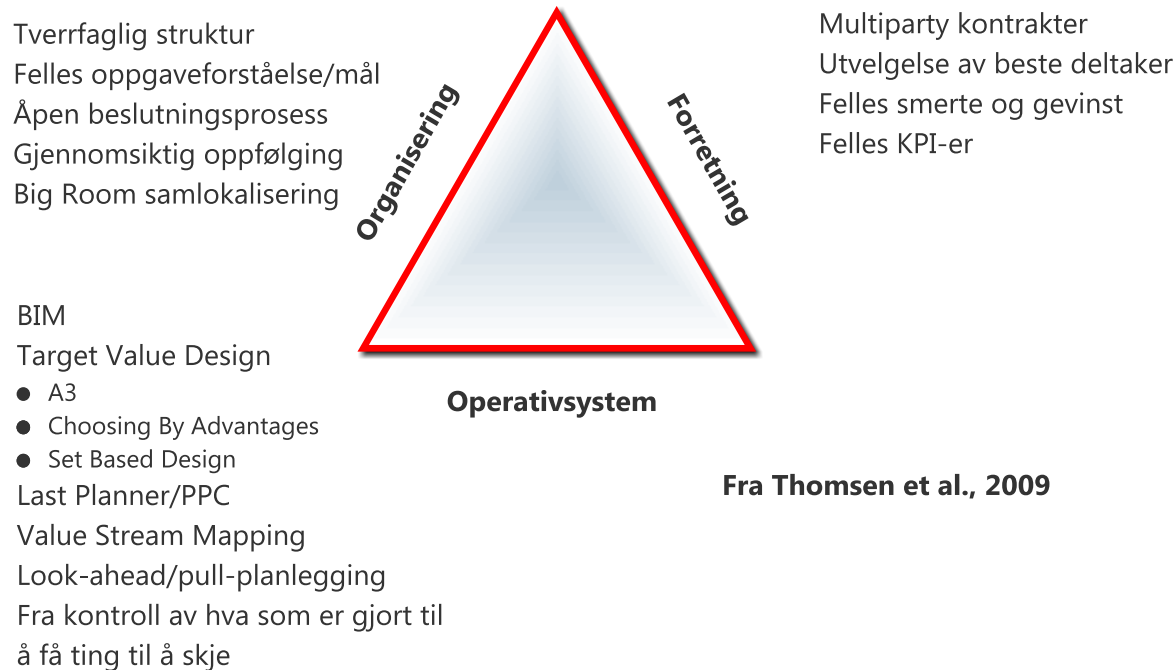 Tverrfaglig struktur
Felles oppgaveforståelse/mål
Åpen beslutningsprosess
Gjennomsiktig oppfølging
Big Room samlokalisering
Organisering
Forretning
Multiparty kontrakter
Utvelgelse av beste deltaker
Felles smerte og gevinst
Felles KPI-er
BIM
Target Value Design
● A3
● Choosing By Advantages
● Set Based Design
Last Planner/PPC
Value Stream Mapping
Look-ahead/pull-planlegging
Fra kontroll av hva som er gjort til
å få ting til å skje
Operativsystem
Fra Thomsen et al., 2009